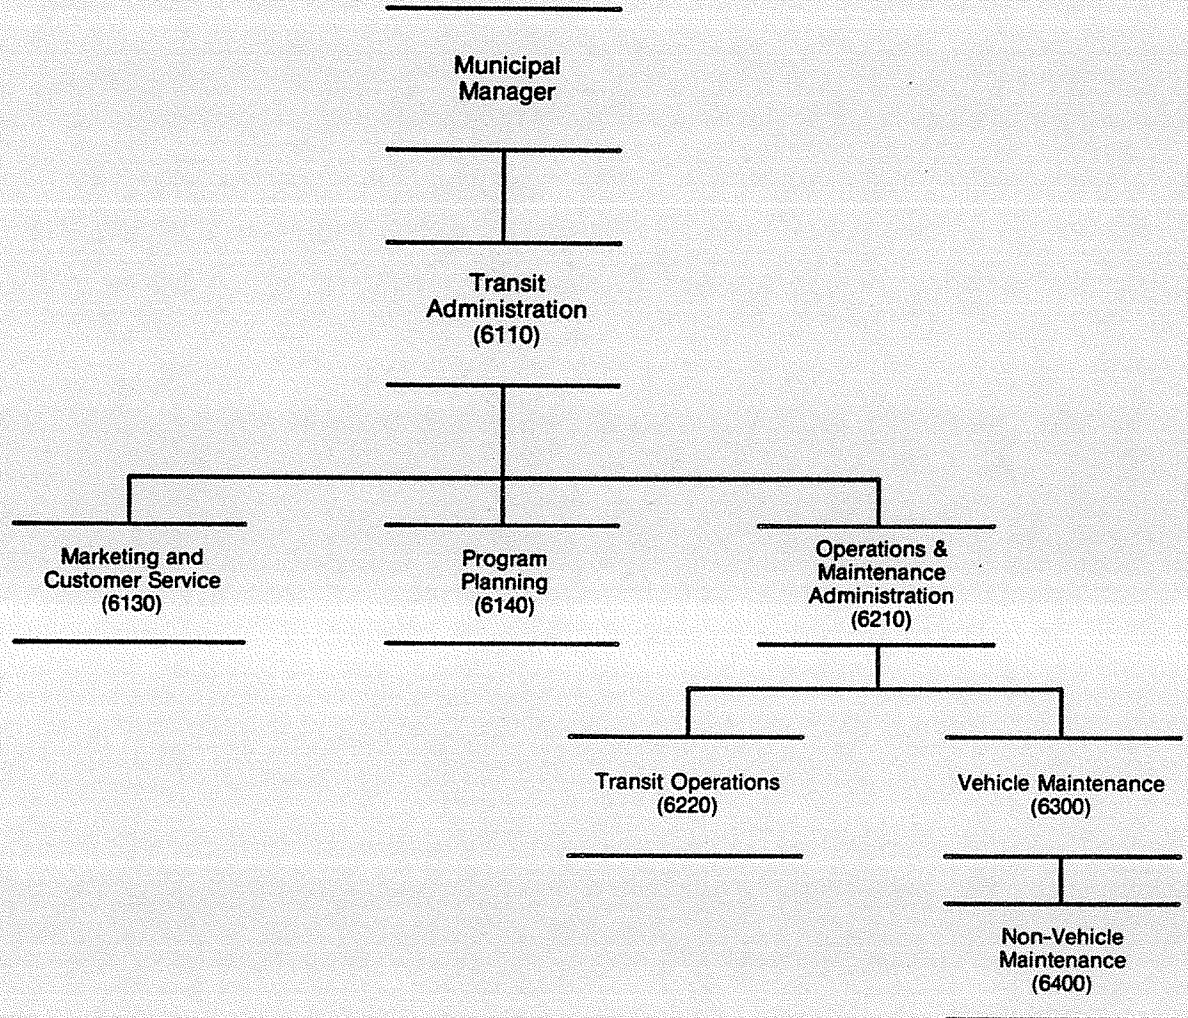 Municipal
Manager
Transit
Administration
(6110)
Marketing and
Customer Service
(6130)
Program
Planning
(6140)
Operations &
Maintenance
Administration
(6210)
Transit Operations
(6220)
Vehicle Maintenance
(6300)
Non-Vehicle
Maintenance
(6400)